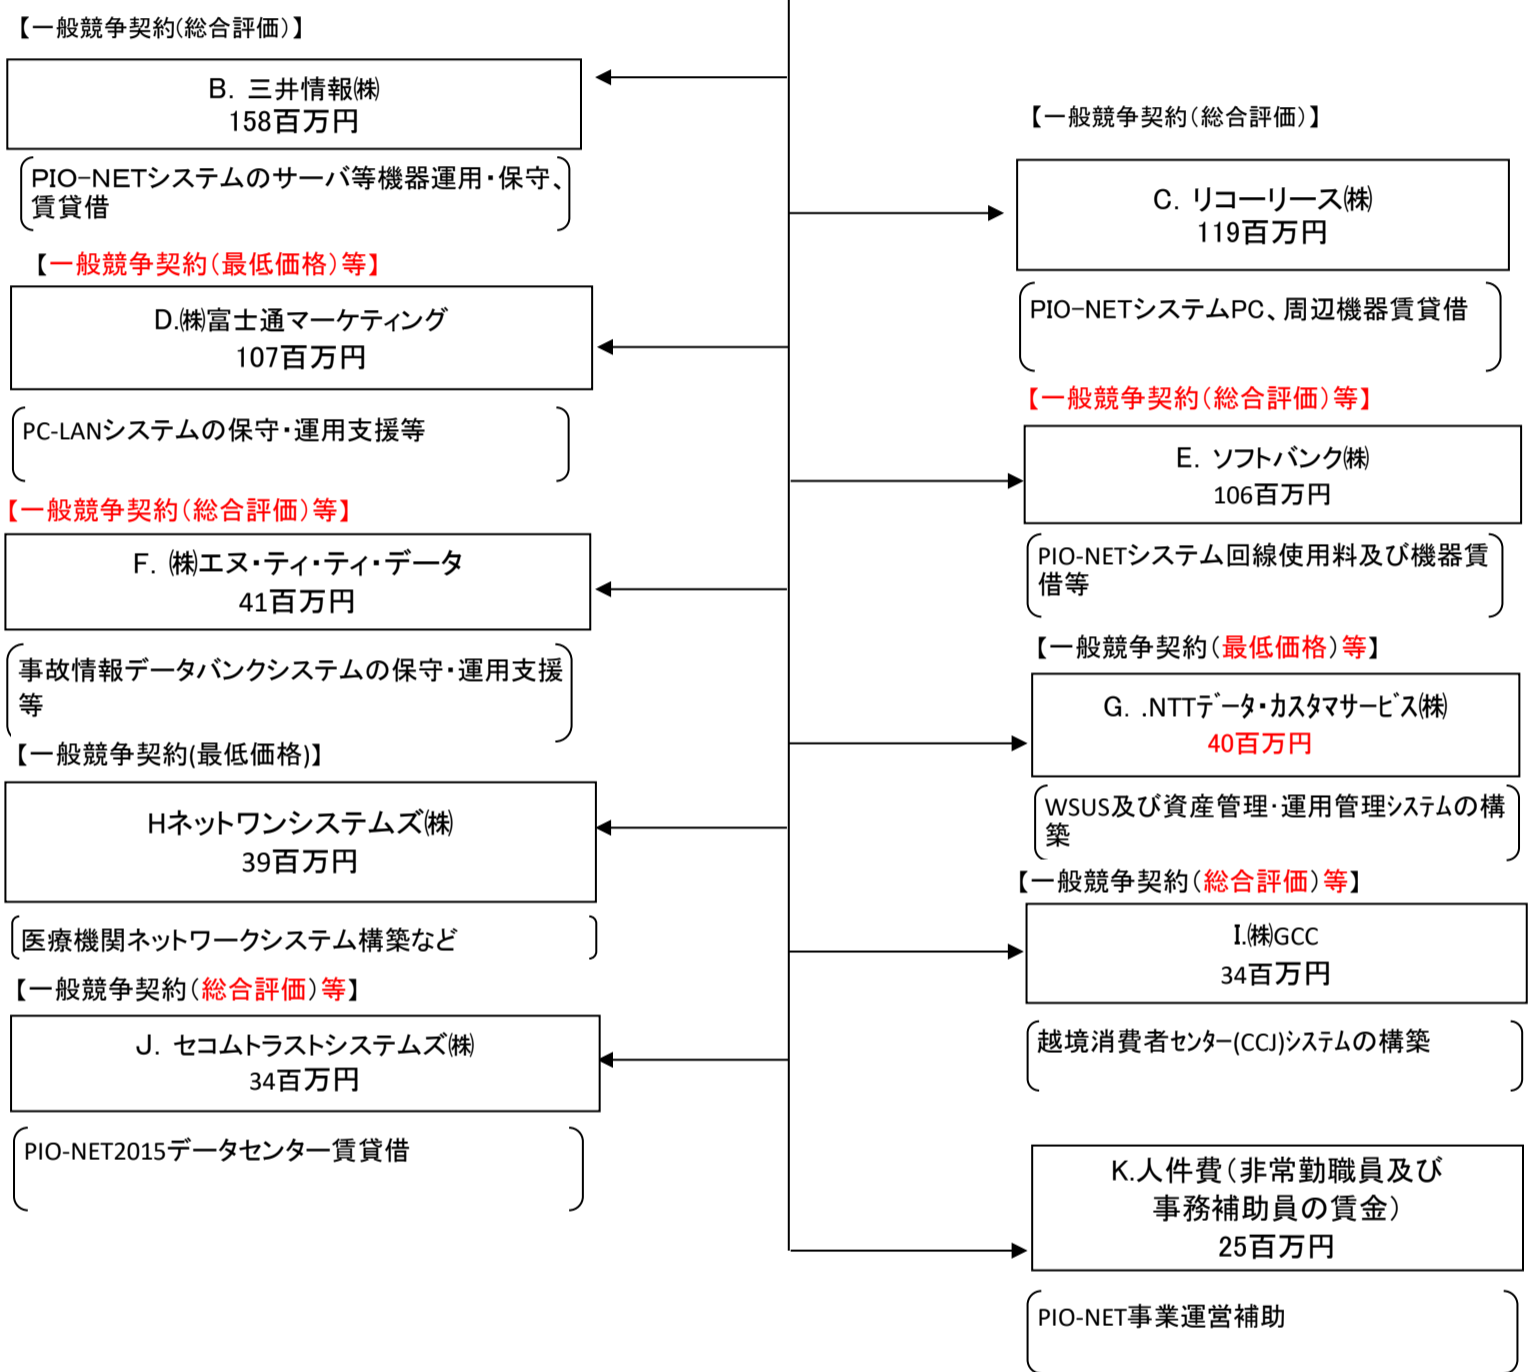 【一般競争契約(総合評価)】
B. 三井情報㈱
158百万円
PIO-NETシステムのサーバ等機器運用・保守、
賃貸借
【一般競争契約(総合評価)】
C. リコーリース㈱
119百万円
PIO-NETシステムPC、周辺機器賃貸借
【一般競争契約(最低価格)等】
D.㈱富士通マーケティング
107百万円
PC-LANシステムの保守・運用支援等
【一般競争契約(総合評価)等】
E. ソフトバンク㈱
106百万円
PIO-NETシステム回線使用料及び機器賃
借等
【一般競争契約(総合評価)等】
F. ㈱エヌ・ティ・ティ・データ
41百万円
事故情報データバンクシステムの保守・運用支援
等
【一般競争契約(最低価格)等】
G. .NTTデータ・カスタマサービス㈱
40百万円
WSUS及び資産管理・運用管理システムの構
築
【一般競争契約(最低価格)】
Hネットワンシステムズ㈱
39百万円
医療機関ネットワークシステム構築など
【一般競争契約(総合評価)等】
I.㈱GCC
34百万円
越境消費者センター(CCJ)システムの構築
【一般競争契約(総合評価)等】
J. セコムトラストシステムズ㈱
34百万円
PIO-NET2015データセンター賃貸借
K.人件費(非常勤職員及び
事務補助員の賃金)
25百万円
PIO-NET事業運営補助